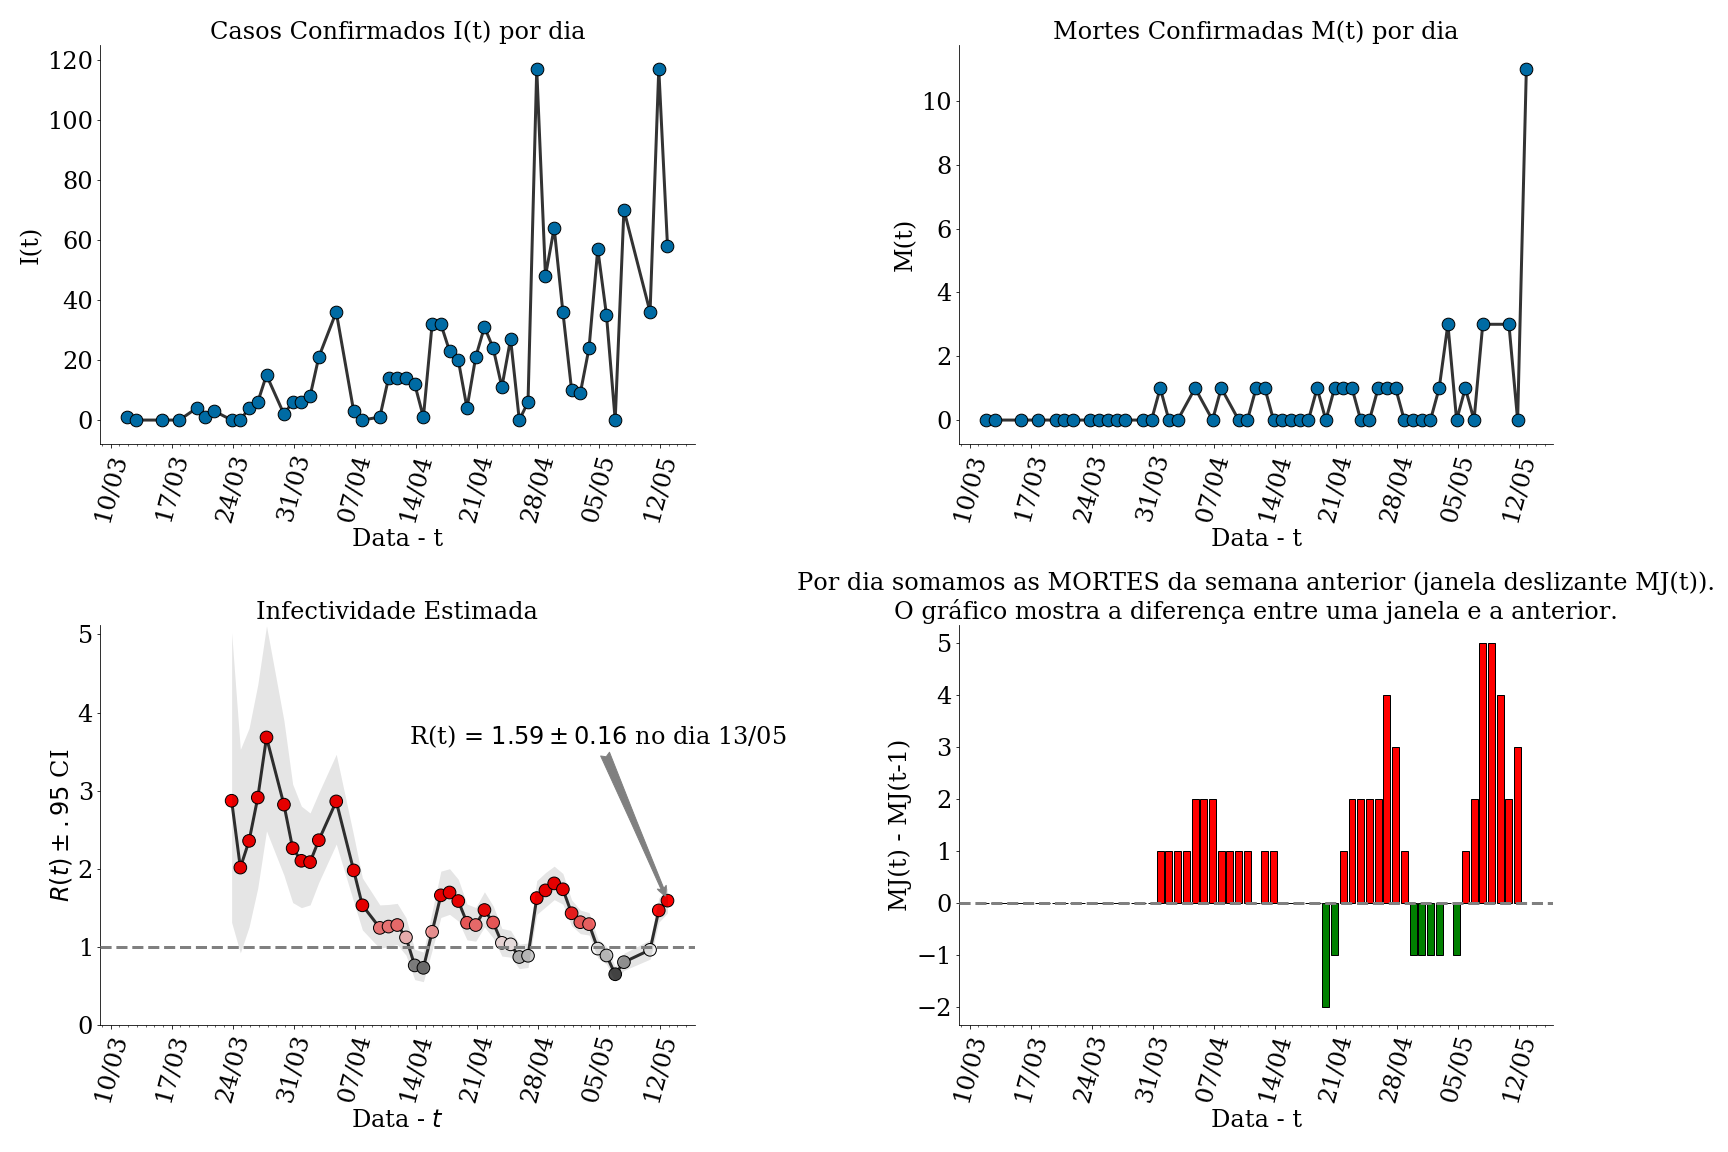 Casos Confirmados I(t) por dia
120
100
80
60
40
20
0
I(t)
10/03 17/03 24/03 31/03 07/04 14/04 21/04 28/04 05/05 12/05
Data - t
Mortes Confirmadas M(t) por dia
10
8
6
4
2
0
M(t)
10/03 17/03 24/03 31/03 07/04 14/04 21/04 28/04 05/05 12/05
Data - t
Infectividade Estimada
5
4
3
2
1
0
R(t) ± .95 CI
R(t) = 1.59 ± 0.16 no dia 13/05
10/03 17/03 24/03 31/03 07/04 14/04 21/04 28/04 05/05 12/05
Data - t
Por dia somamos as MORTES da semana anterior (janela deslizante MJ(t)).
O gráfico mostra a diferença entre uma janela e a anterior.
5
4
3
2
1
0
−1
−2
MJ(t) - MJ(t-1)
10/03 17/03 24/03 31/03 07/04 14/04 21/04 28/04 05/05 12/05
Data - t